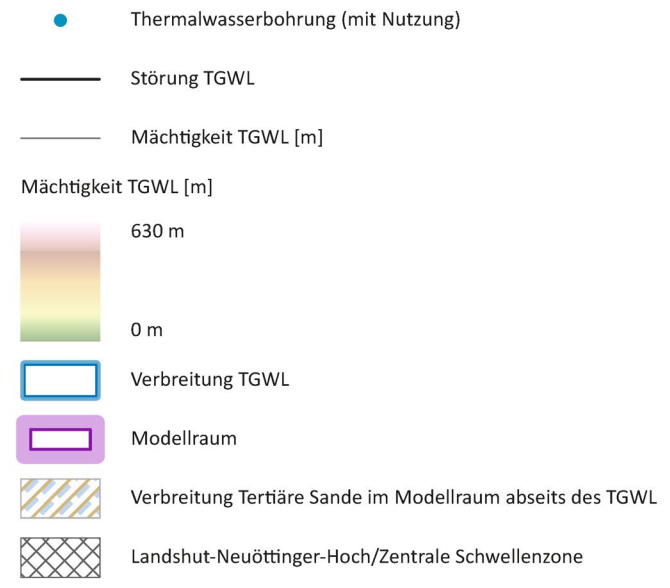 Thermalwasserbohrung (mit Nutzung)
Störung TGWL
Mächtigkeit TGWL [m]
Mächtigkeit TGWL [m]
630 m
0 m
Verbreitung TGWL
Modellraum
Verbreitung Tertiäre Sande im Modellraum abseits des TGWL
Landshut-Neuöttinger-Hoch/Zentrale Schwellenzone